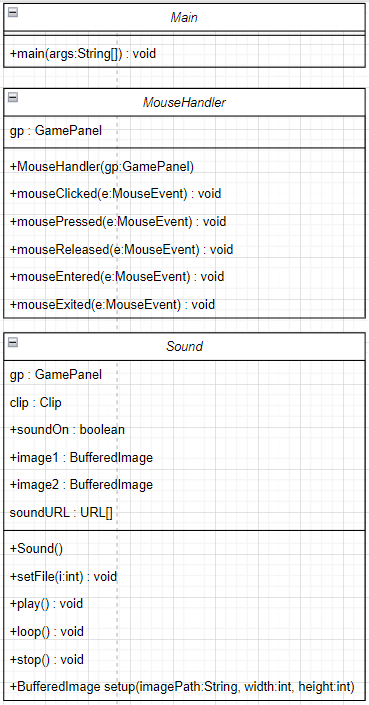 Main
+main(args:String[]) : void
MouseHandler
gp : GamePanel
+MouseHandler(gp:GamePanel)
+mouseClicked(e:MouseEvent) : void
+mousePressed(e:MouseEvent) : void
+mouseReleased(e:MouseEvent) : void
+mouseEntered(e:MouseEvent) : void
+mouseExited(e:MouseEvent) : void
Sound
gp : GamePanel
clip : Clip
+soundOn : boolean
+image1 : BufferedImage
+image2 : BufferedImage
soundURL : URL[]
+Sound()
+setFile(i:int) : void
+play() : void
+loop() : void
+stop() : void
+BufferedImage setup(imagePath:String, width:int, height:int)